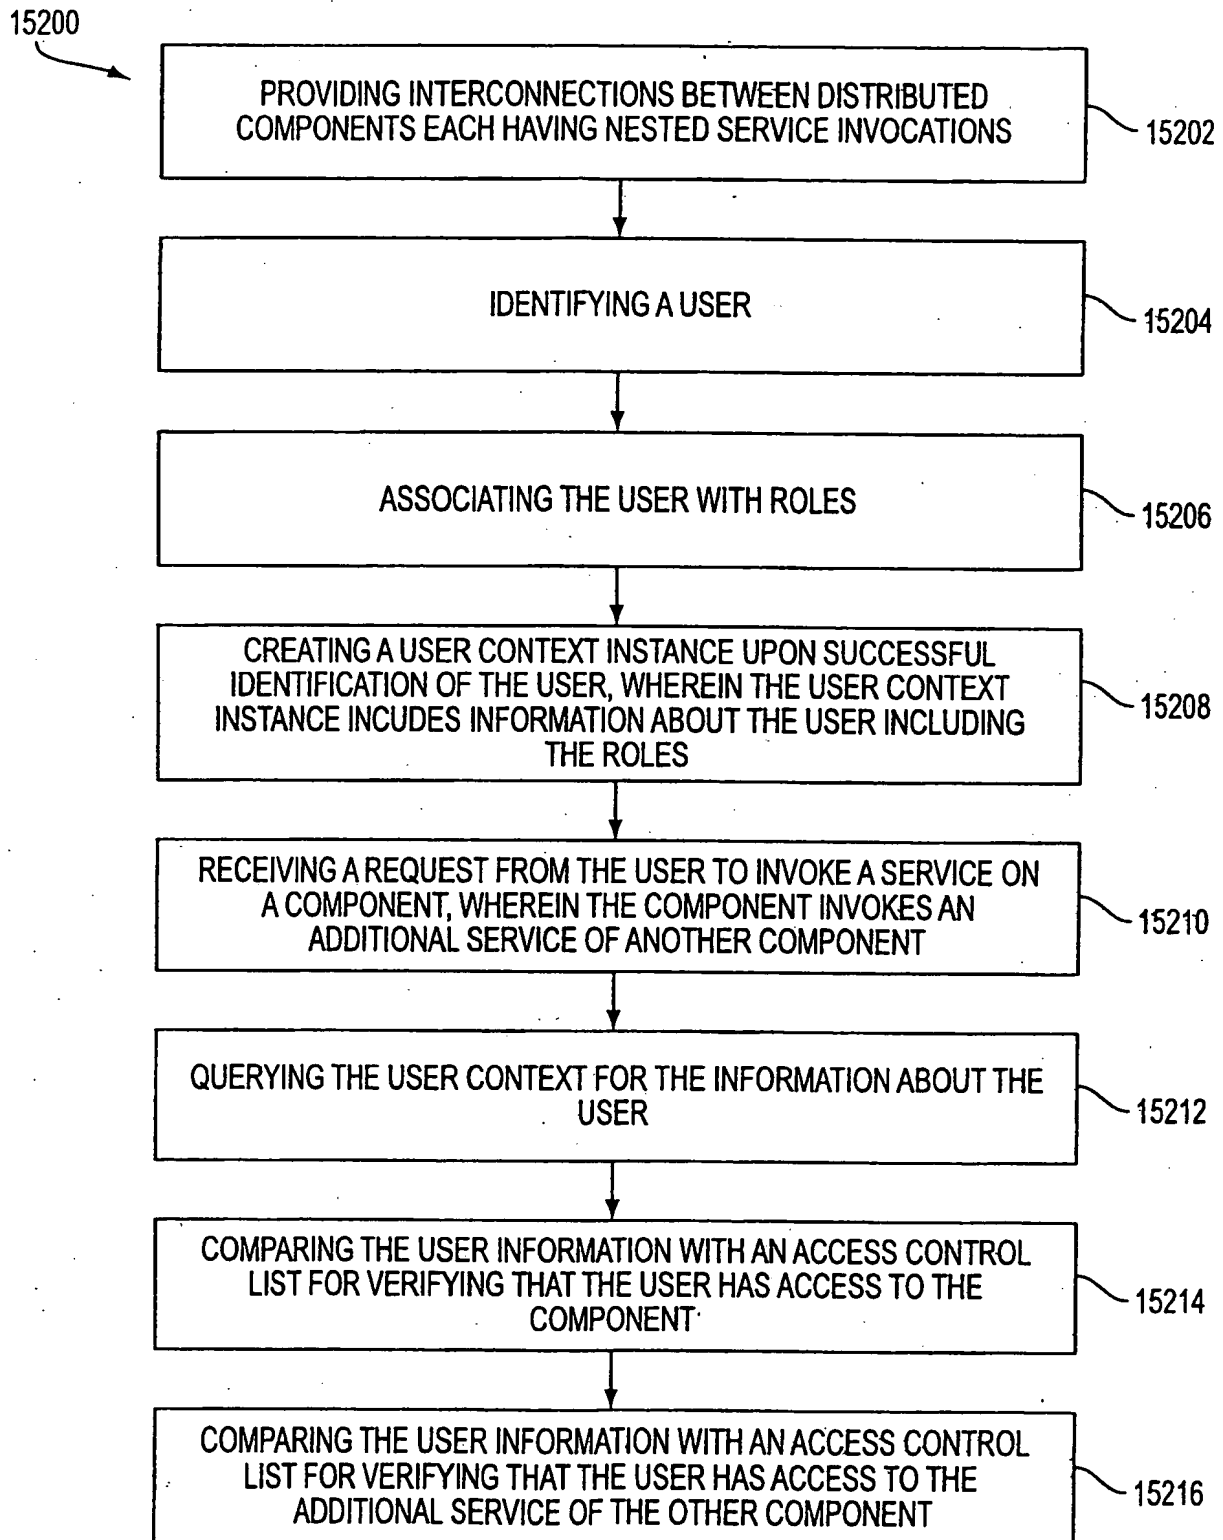 15200
PROVIDING INTERCONNECTIONS BETWEEN DISTRIBUTED
COMPONENTS EACH HAVING NESTED SERVICE INVOCATIONS
15202
IDENTIFYING A USER
15204
ASSOCIATING THE USER WITH ROLES
15206
CREATING A USER CONTEXT INSTANCE UPON SUCCESSFUL
IDENTIFICATION OF THE USER, WHEREIN THE USER CONTEXT
INSTANCE INCUDES INFORMATION ABOUT THE USER INCLUDING
THE ROLES
15208
RECEIVING A REQUEST FROM THE USER TO INVOKE A SERVICE ON
A COMPONENT, WHEREIN THE COMPONENT INVOKES AN
ADDITIONAL SERVICE OF ANOTHER COMPONENT
15210
QUERYING THE USER CONTEXT FOR THE INFORMATION ABOUT THE
USER
15212
COMPARING THE USER INFORMATION WITH AN ACCESS CONTROL
LIST FOR VERIFYING THAT THE USER HAS ACCESS TO THE
COMPONENT
15214
COMPARING THE USER INFORMATION WITH AN ACCESS CONTROL
LIST FOR VERIFYING THAT THE USER HAS ACCESS TO THE
ADDITIONAL SERVICE OF THE OTHER COMPONENT
15216